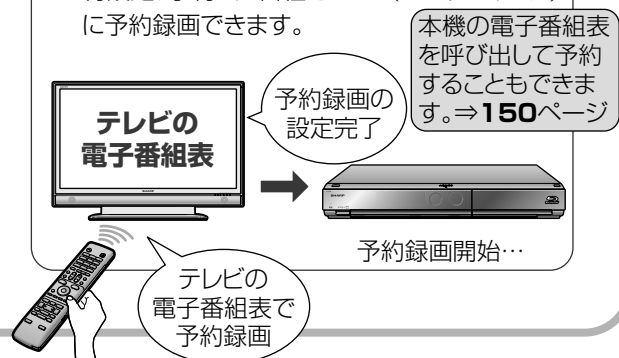 に予約録画できます。
本機の電子番組表
を呼び出して予約
することもできま
す。⇒150ページ
予約録画の
設定完了
テレビの
電子番組表
SHARP
予約録画開始…
テレビの
電子番組表で
予約録画